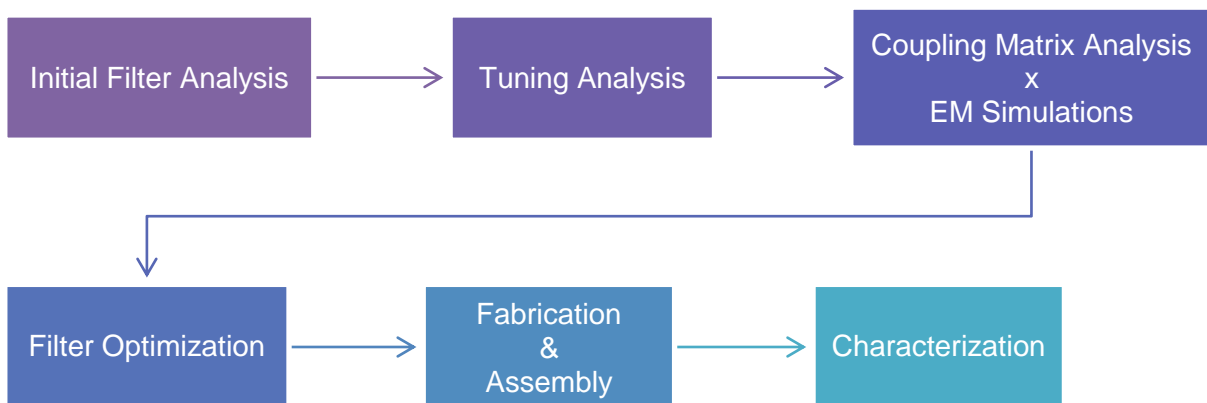 Initial Filter Analysis
Tuning Analysis
Coupling Matrix Analysis
x
EM Simulations
Filter Optimization
Fabrication
&
Assembly
Characterization